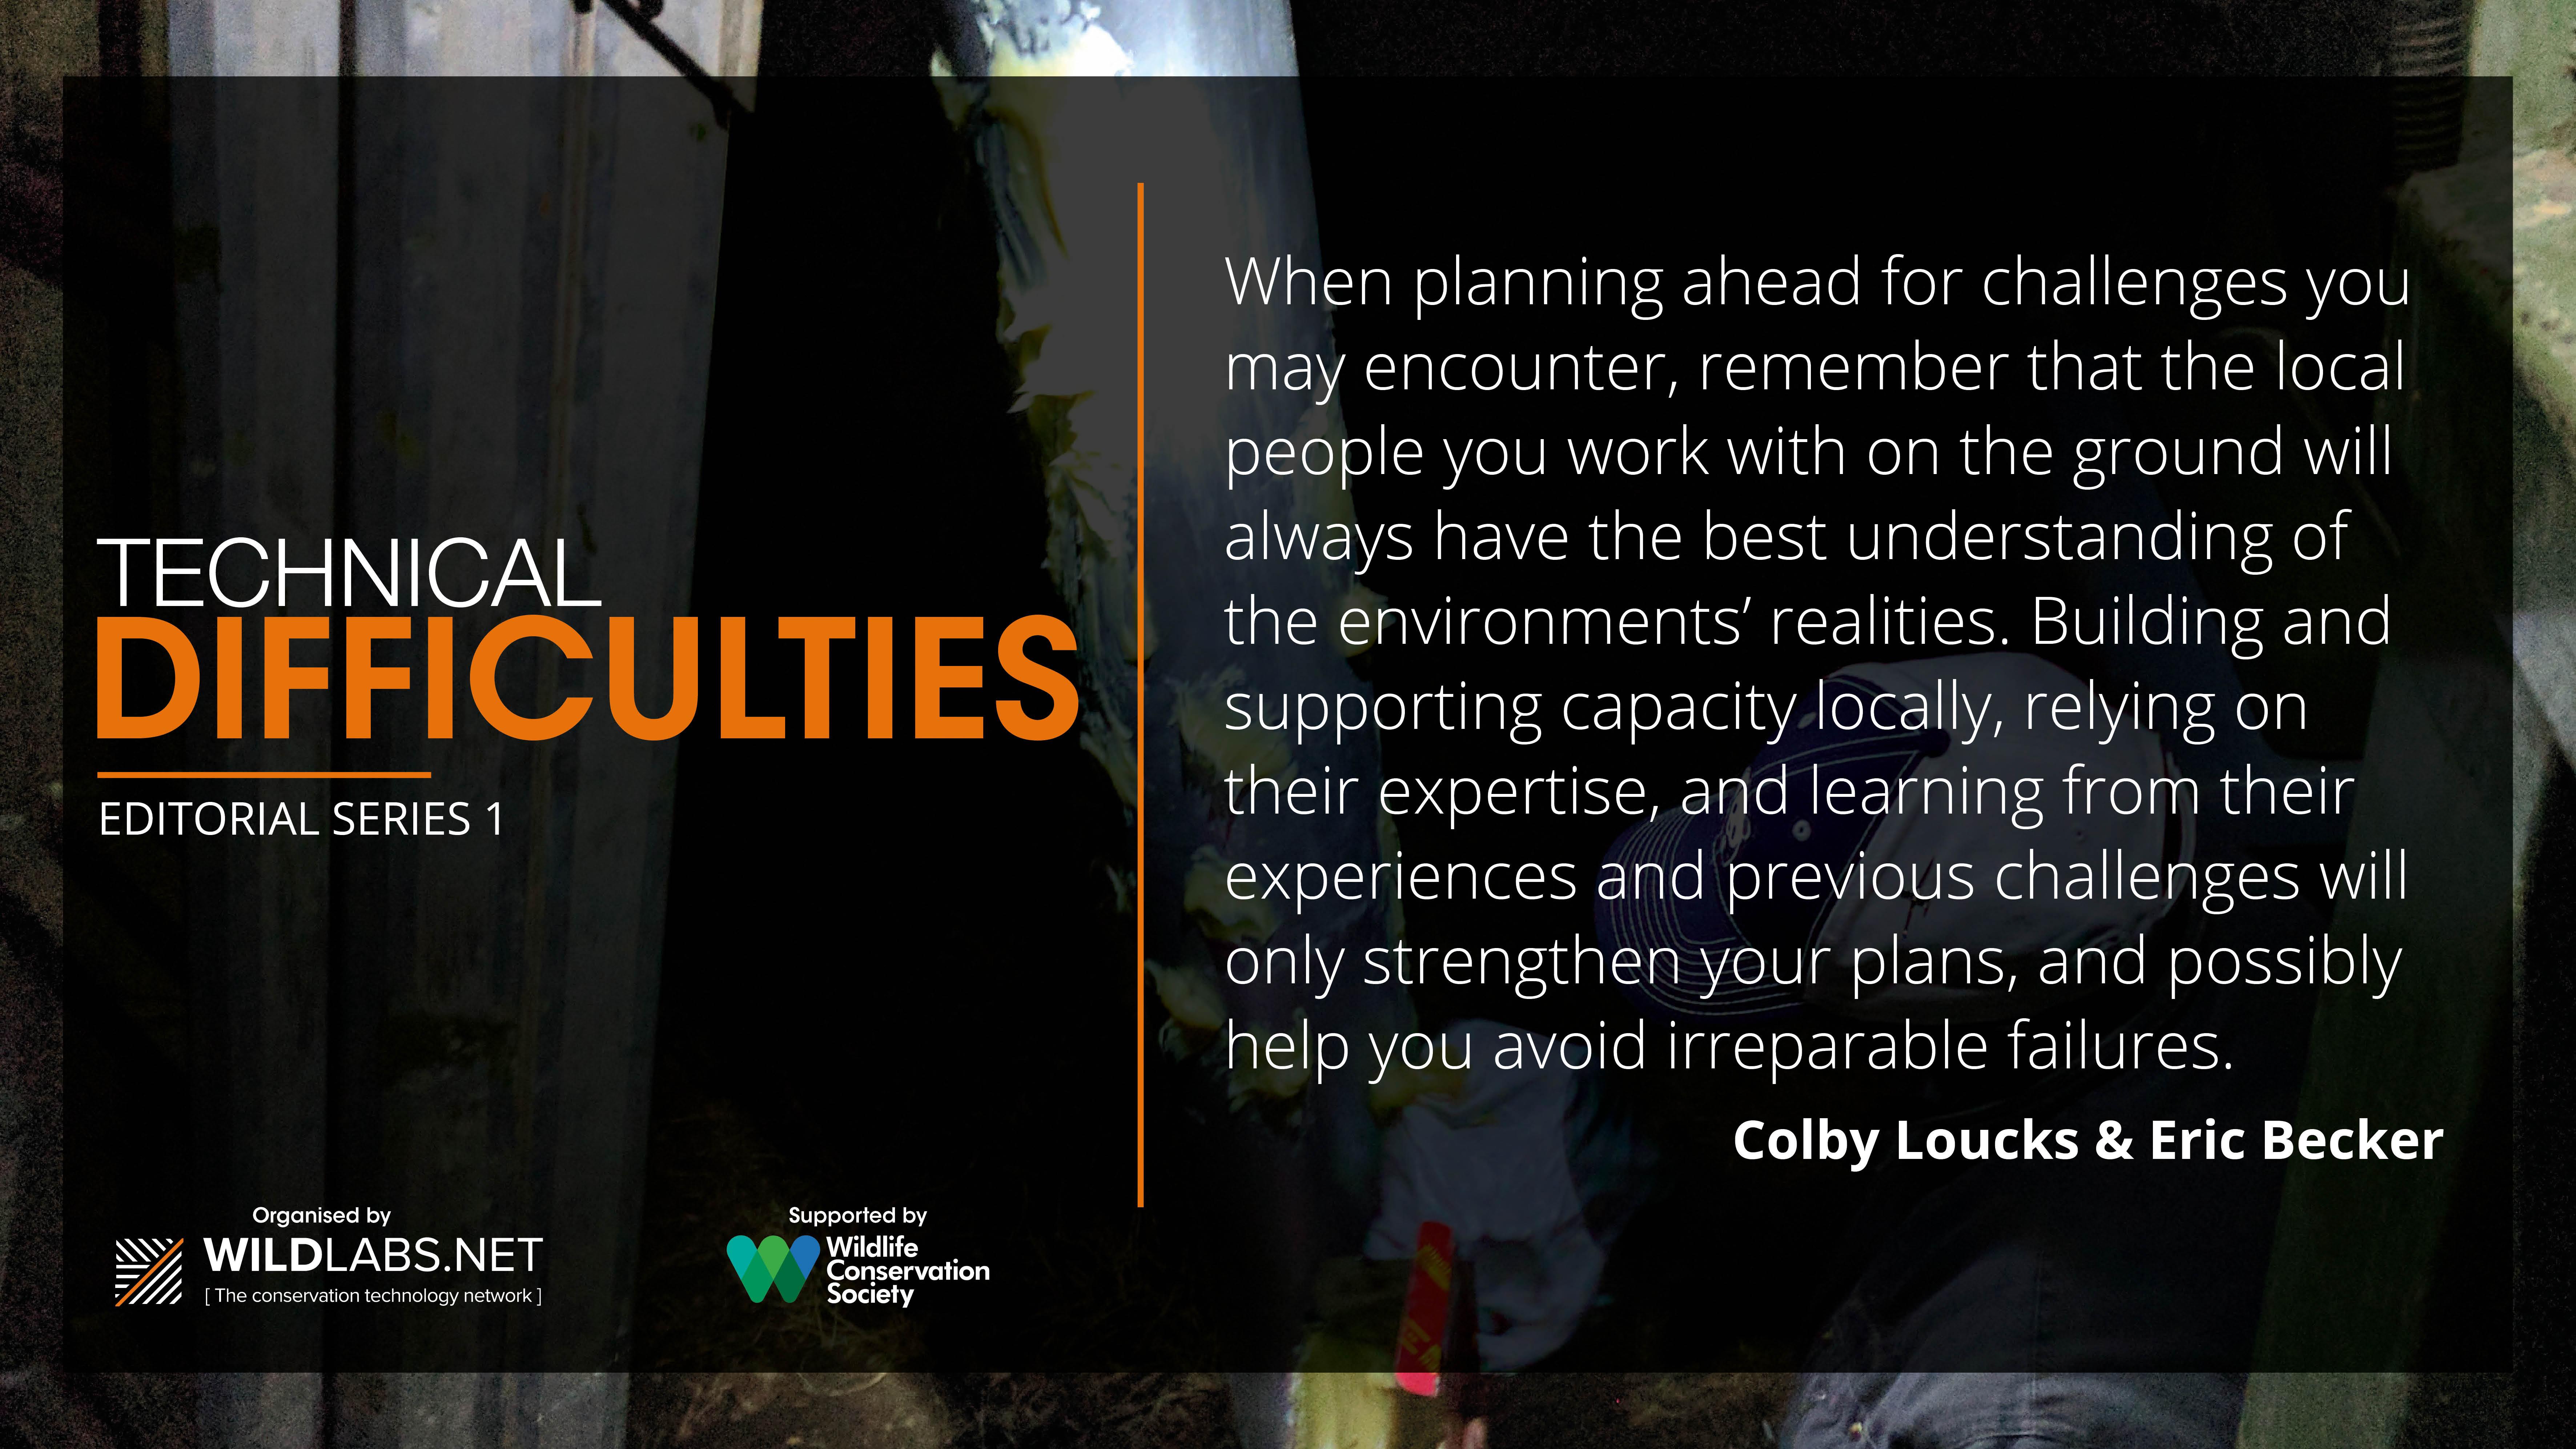 TECHNICAL
DIFFICULTIES
EDITORIAL SERIES 1
When planning ahead for challenges you
may encounter, remember that the local
people you work with on the ground will
always have the best understanding of
the environments’ realities. Building and
supporting capacity locally, relying on
their expertise, and learning from their
experiences and previous challenges will
only strengthen your plans, and possibly
help you avoid irreparable failures.
Colby Loucks & Eric Becker
Organised by
WILDLABS.NET
[ The conservation technology network ]
Supported by
Wildlife
Conservation
Society